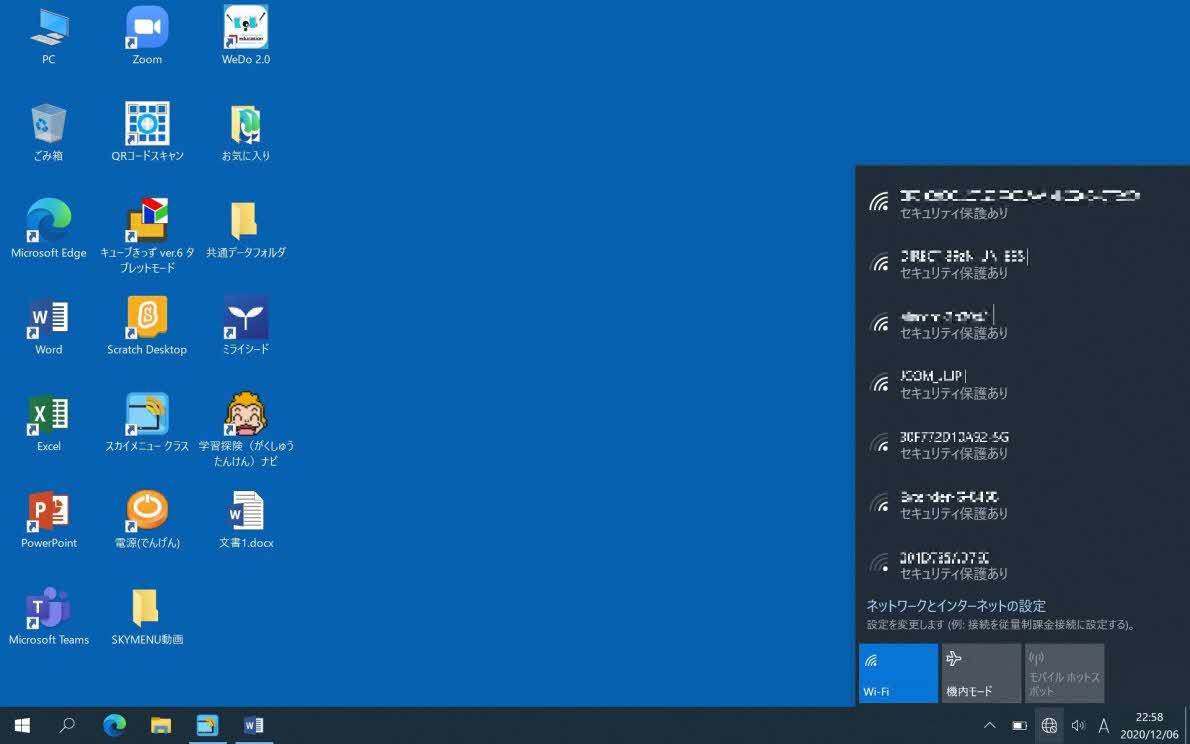 PC
Zoom
WeDo 2.0
education
ごみ箱
QRコードスキャン
お気に入り
Microsoft Edge
キューブきっず ver.6 タ
ブレットモード
共通データフォルダ
Word
Scratch Desktop
ミライシード
Excel
スカイメニュー クラス
学習探険（がくしゅう
たんけん）ナビ
PowerPoint
電源(でんげん)
文書1.docx
Microsoft Teams
SKYMENU動画
セキュリティ保護あり
セキュリティ保護あり
セキュリティ保護あり
セキュリティ保護あり
セキュリティ保護あり
セキュリティ保護あり
セキュリティ保護あり
ネットワークとインターネットの設定
設定を変更します (例: 接続を従量制課金接続に設定する)。
Wi-Fi
機内モード
モバイル ホットス
ポット
A
22:58
2020/12/06